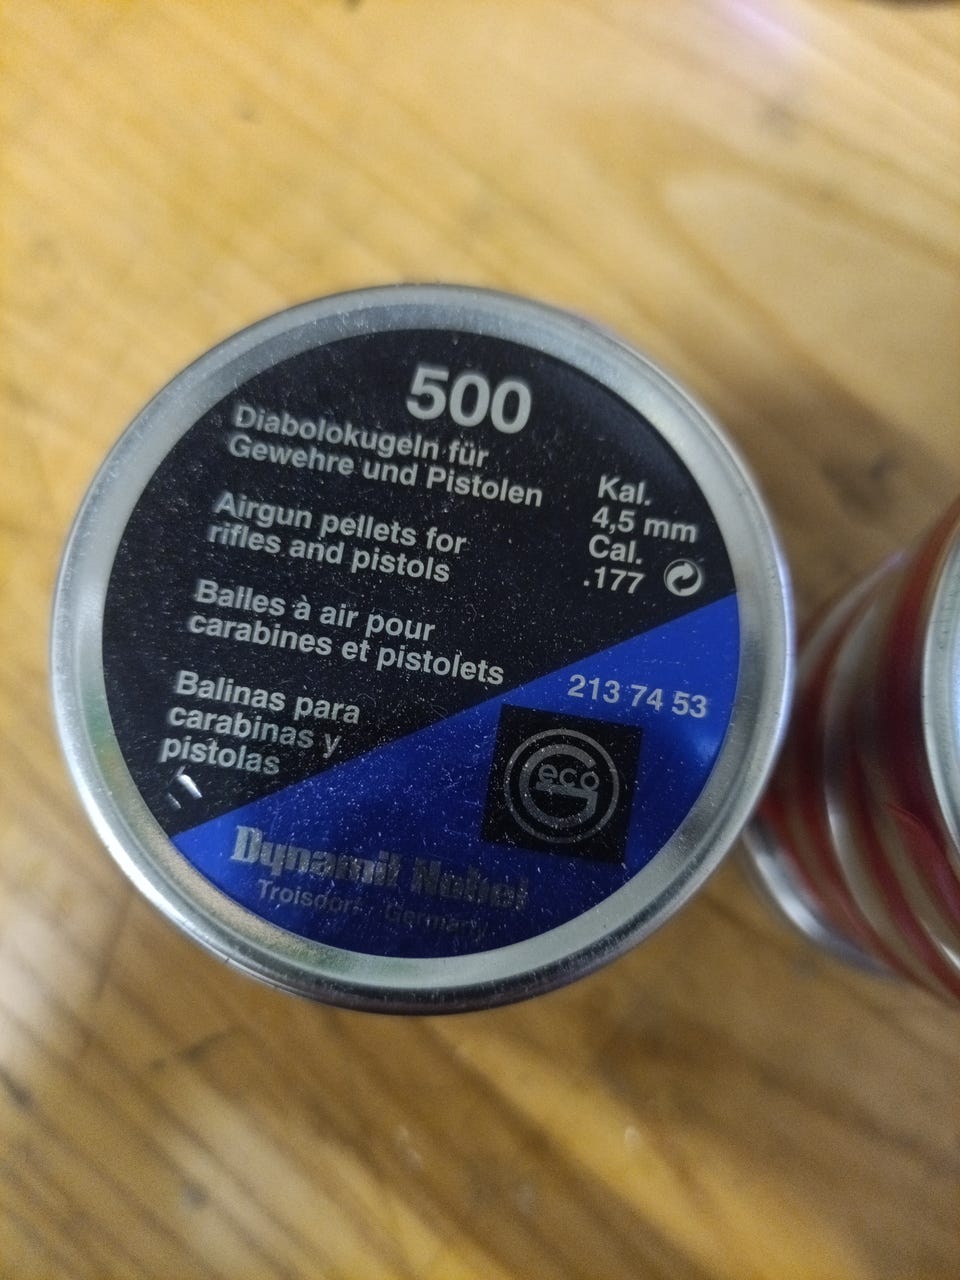 500
Diabolokugeln für
Gewehre und Pistolen
Kal.
4,5 mm
Cal.
.177
Airgun pellets for
rifles and pistols
Balles à air pour
carabines et pistolets
Balinas para
carabinas y
pistolas
213 74 53
Geco
Dynamit Nobel
Troisdorf Germany